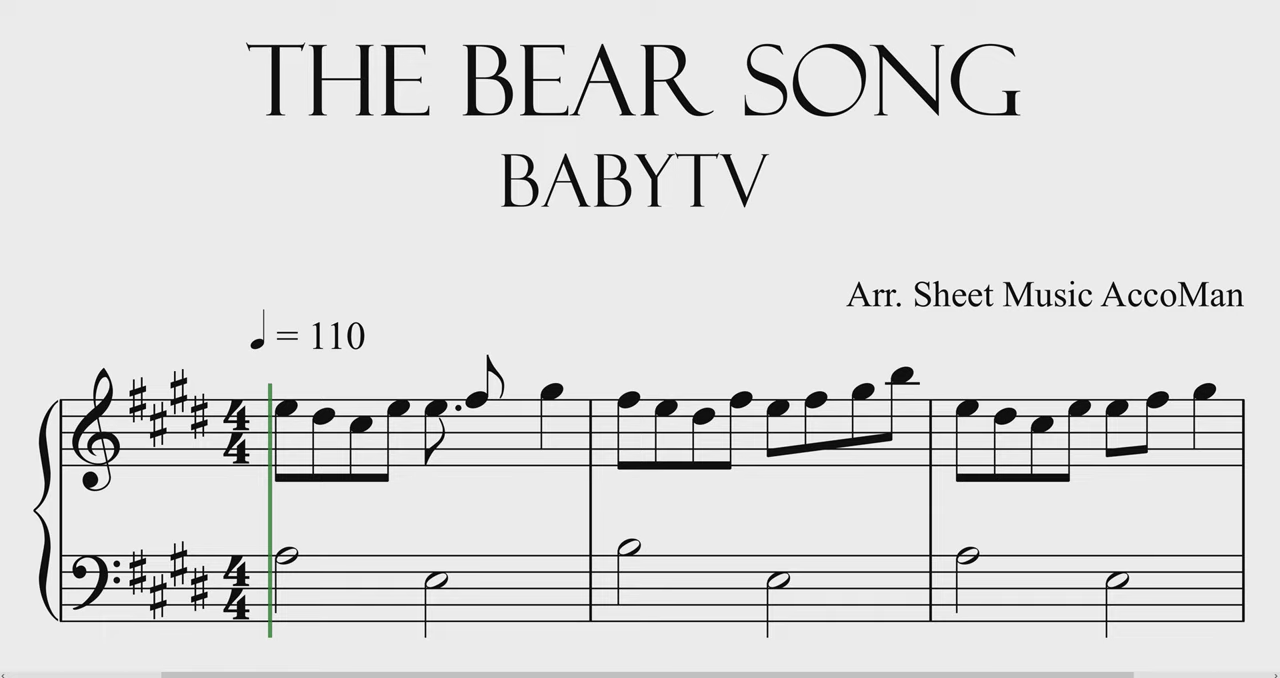 THE BEAR SONG
BABYTV
Arr. Sheet Music AccoMan
= 110
4 4
4 4